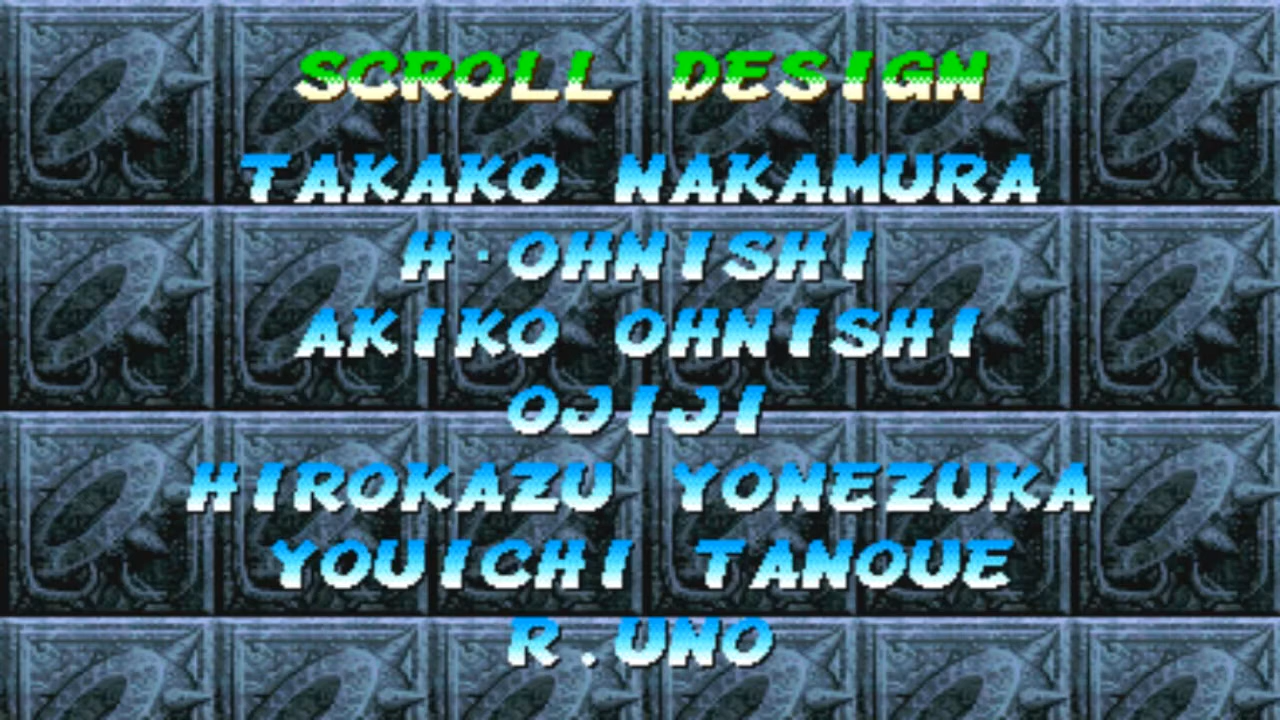 SCROLL DESIGN
TAKAKO NAKAMURA
H·OHNISHI
AKIKO OHNISHI
OJIJI
HIROKAZU YONEZUKA
YOUICHI TANOUE
R.UNO